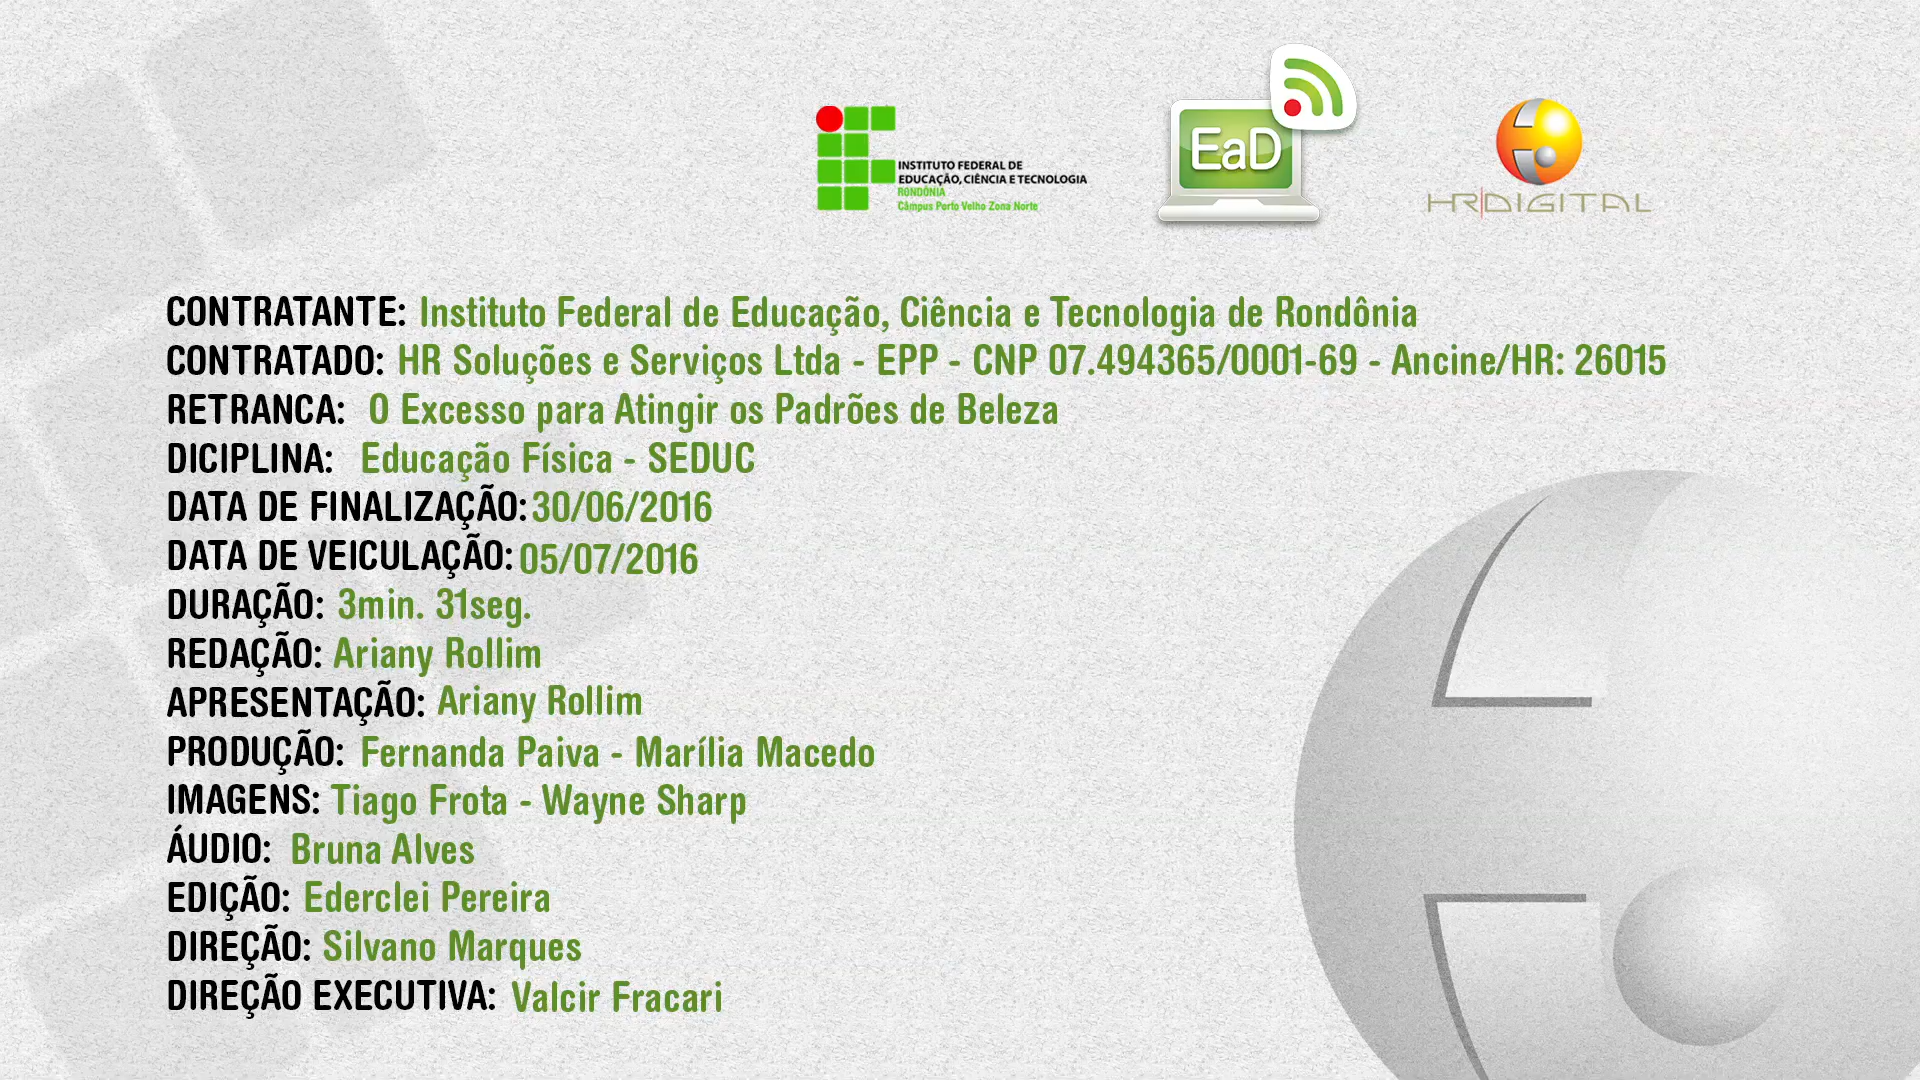 INSTITUTO FEDERAL DE
EDUCAÇÃO, CIÊNCIA E TECNOLOGIA
RONDÔNIA
Câmpus Porto Velho Zona Norte
EaD
HR DIGITAL
CONTRATANTE: Instituto Federal de Educação, Ciência e Tecnologia de Rondônia
CONTRATADO: HR Soluções e Serviços Ltda - EPP - CNP 07.494365/0001-69 - Ancine/HR: 26015
RETRANCA: O Excesso para Atingir os Padrões de Beleza
DICIPLINA: Educação Física - SEDUC
DATA DE FINALIZAÇÃO: 30/06/2016
DATA DE VEICULAÇÃO: 05/07/2016
DURAÇÃO: 3min. 31seg.
REDAÇÃO: Ariany Rollim
APRESENTAÇÃO: Ariany Rollim
PRODUÇÃO: Fernanda Paiva - Marília Macedo
IMAGENS: Tiago Frota - Wayne Sharp
ÁUDIO: Bruna Alves
EDIÇÃO: Ederclei Pereira
DIREÇÃO: Silvano Marques
DIREÇÃO EXECUTIVA: Valcir Fracari